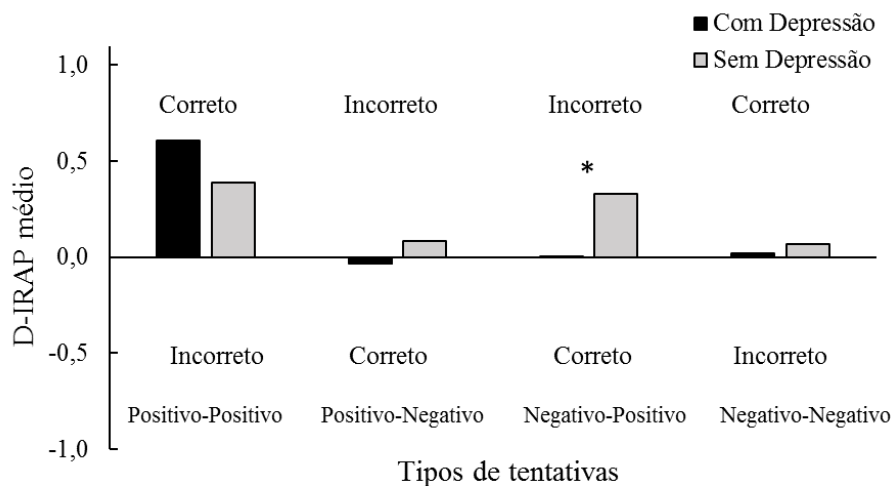 Com Depressão
Sem Depressão
1,0
Correto Incorreto Incorreto Correto
0,5
*
D-IRAP médio
0,0
-0,5
Incorreto Correto Correto Incorreto
Positivo-Positivo Positivo-Negativo Negativo-Positivo Negativo-Negativo
-1,0
Tipos de tentativas